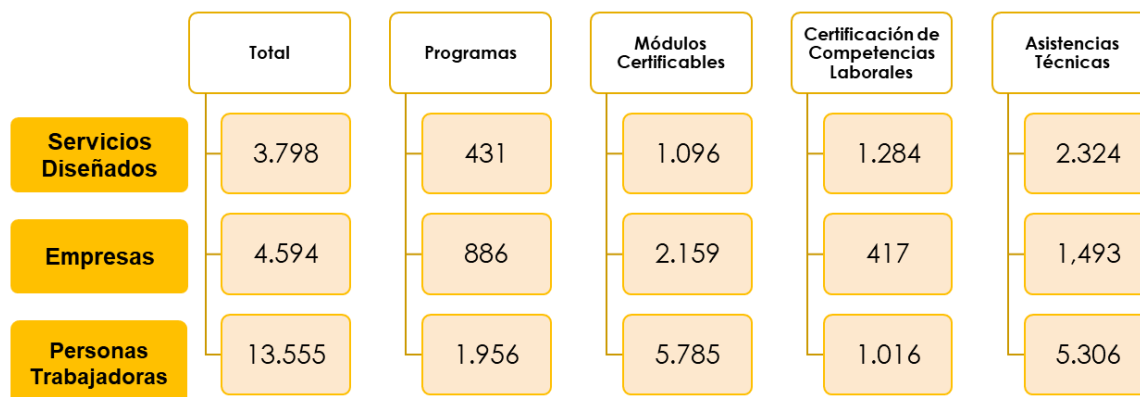 Total
Programas
Módulos
Certificables
Certificación de
Competencias
Laborales
Asistencias
Técnicas
Servicios
Diseñados
3.798
431
1.096
1.284
2.324
Empresas
4.594
886
2.159
417
1,493
Personas
Trabajadoras
13.555
1.956
5.785
1.016
5.306